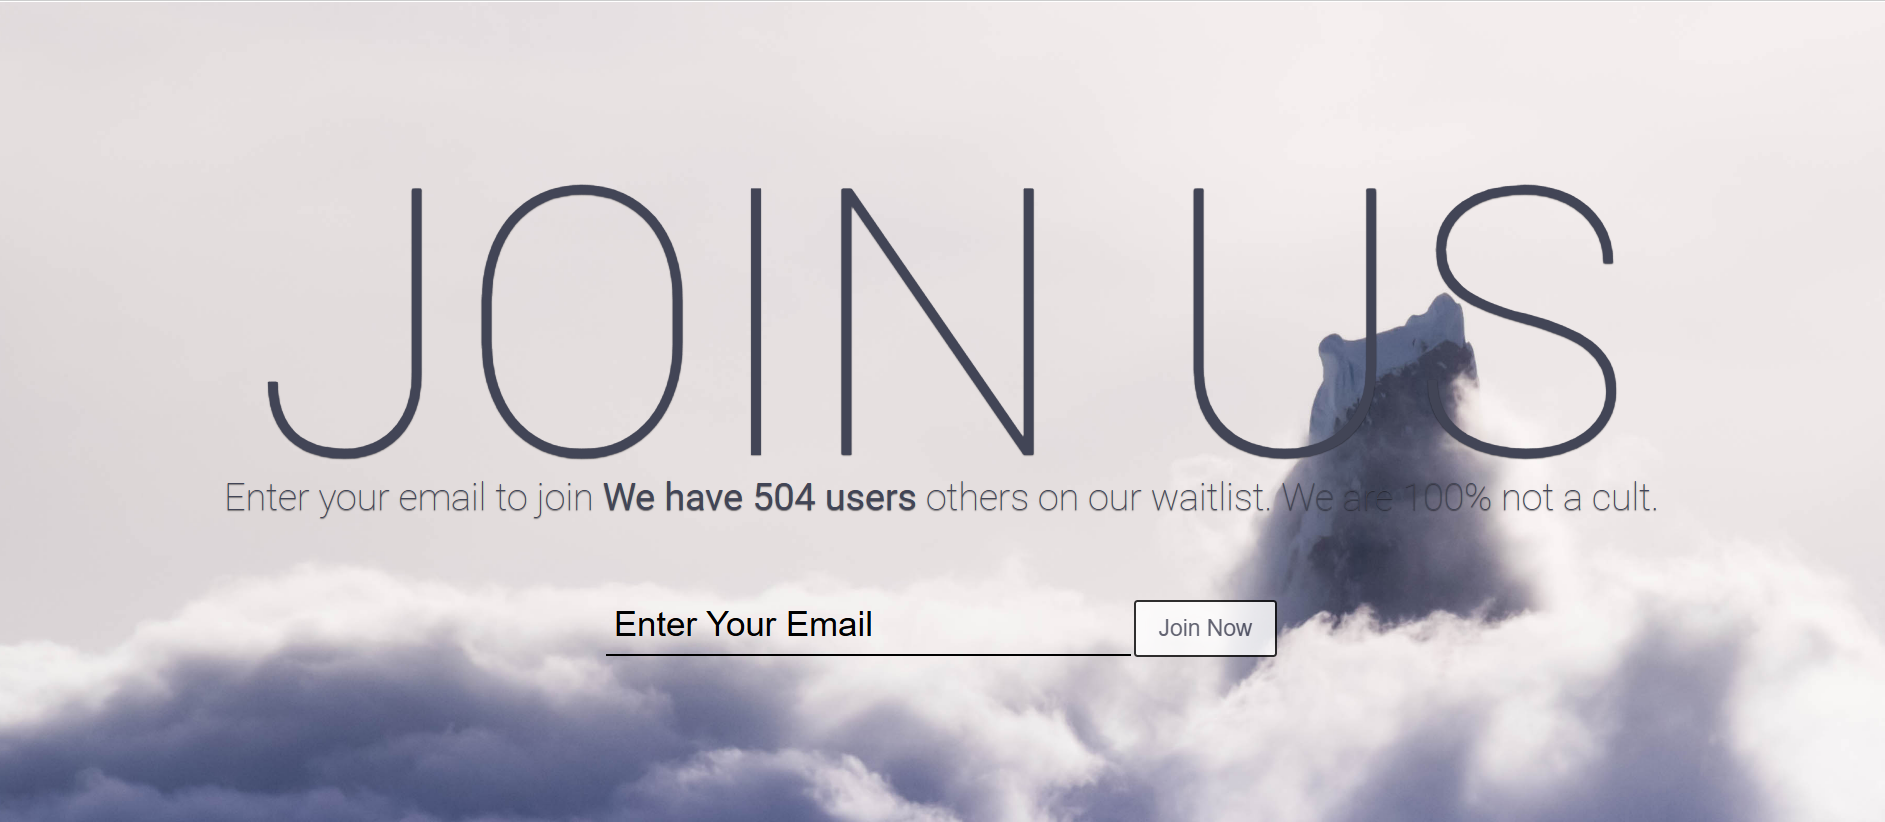 JOIN US
Enter your email to join We have 504 users others on our waitlist. We are 100% not a cult.
Enter Your Email
Join Now